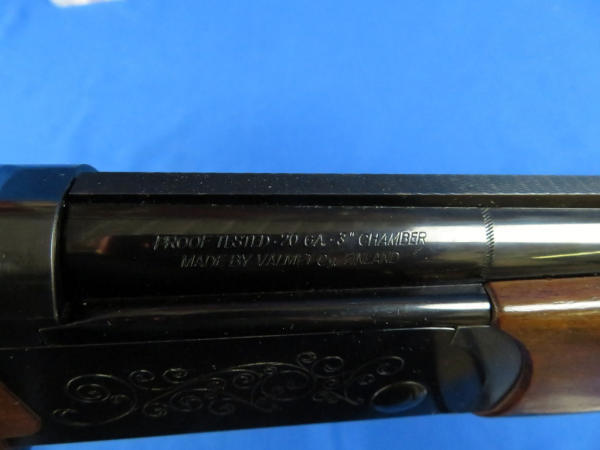 PROOF TESTED · 20 GA · 3" CHAMBER
MADE BY VALMET Oy, FINLAND